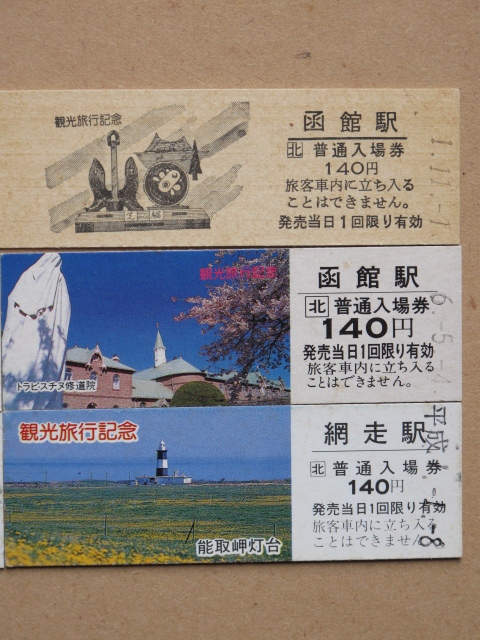 観光旅行記念
函館駅
北 普通入場券
140円
旅客車内に立ち入る
ことはできません。
発売当日1回限り有効
1.11.-1
観光旅行記念
トラピスチヌ修道院
函館駅
北 普通入場券
140円
発売当日1回限り有効
旅客車内に立ち入る
ことはできません。
6.-5.-4
観光旅行記念
能取岬灯台
網走駅
北 普通入場券
140円
発売当日1回限り有効
旅客車内に立ち入る
ことはできません
平成